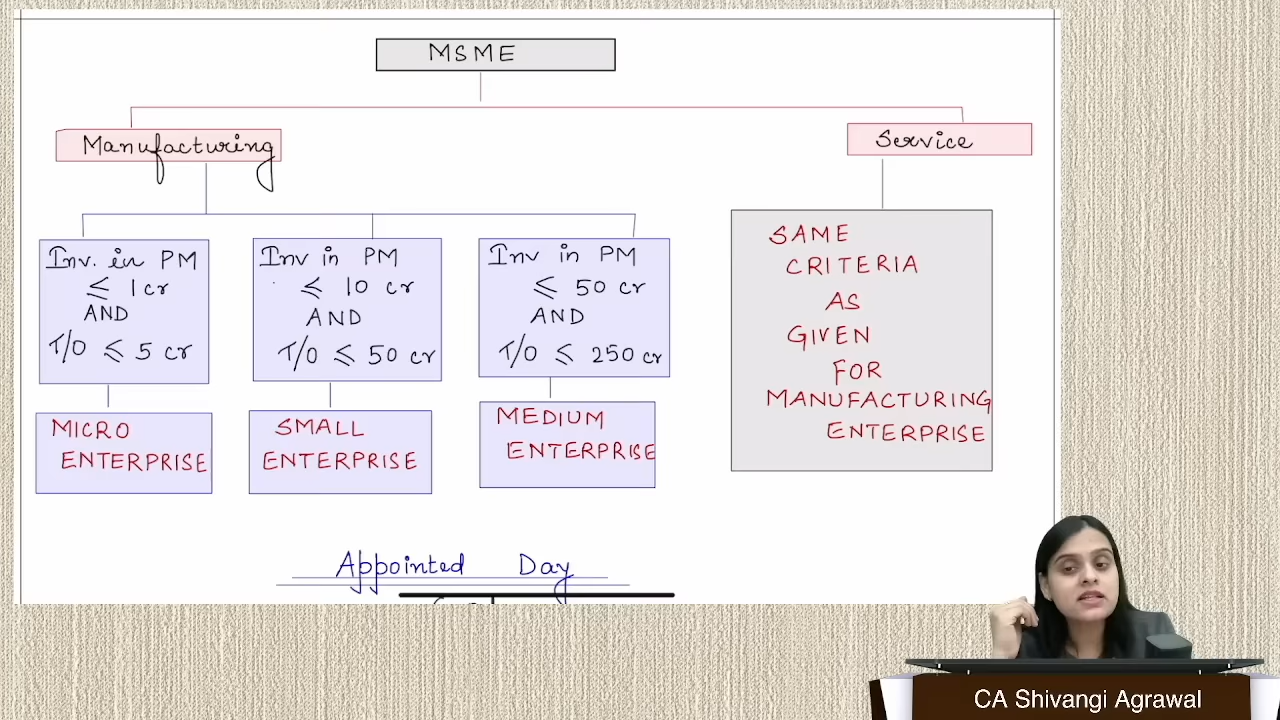 MSME
Manufacturing
Service
Inv. in PM
≤ 1 cr
AND
T/O ≤ 5 cr
Inv in PM
≤ 10 cr
AND
T/O ≤ 50 cr
Inv in PM
≤ 50 cr
AND
T/O ≤ 250 cr
SAME
CRITERIA
AS
GIVEN
FOR
MANUFACTURING
ENTERPRISE
MICRO
ENTERPRISE
SMALL
ENTERPRISE
MEDIUM
ENTERPRISE
Appointed Day
CA Shivangi Agrawal